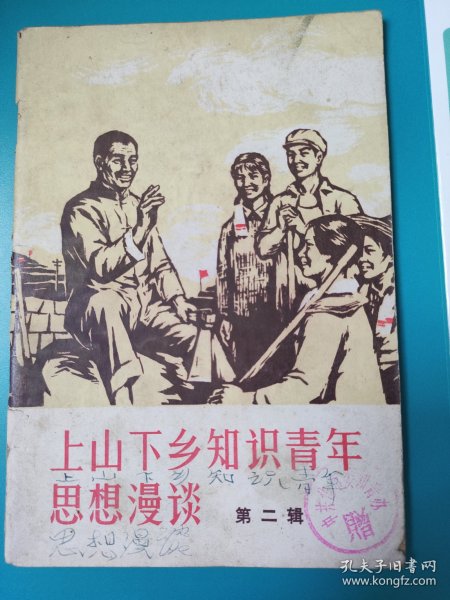 上山下乡知识青年
上山下乡知识青年
思想漫谈
第二辑
思想漫谈
赠
孔夫子旧书网
www.kongfz.com